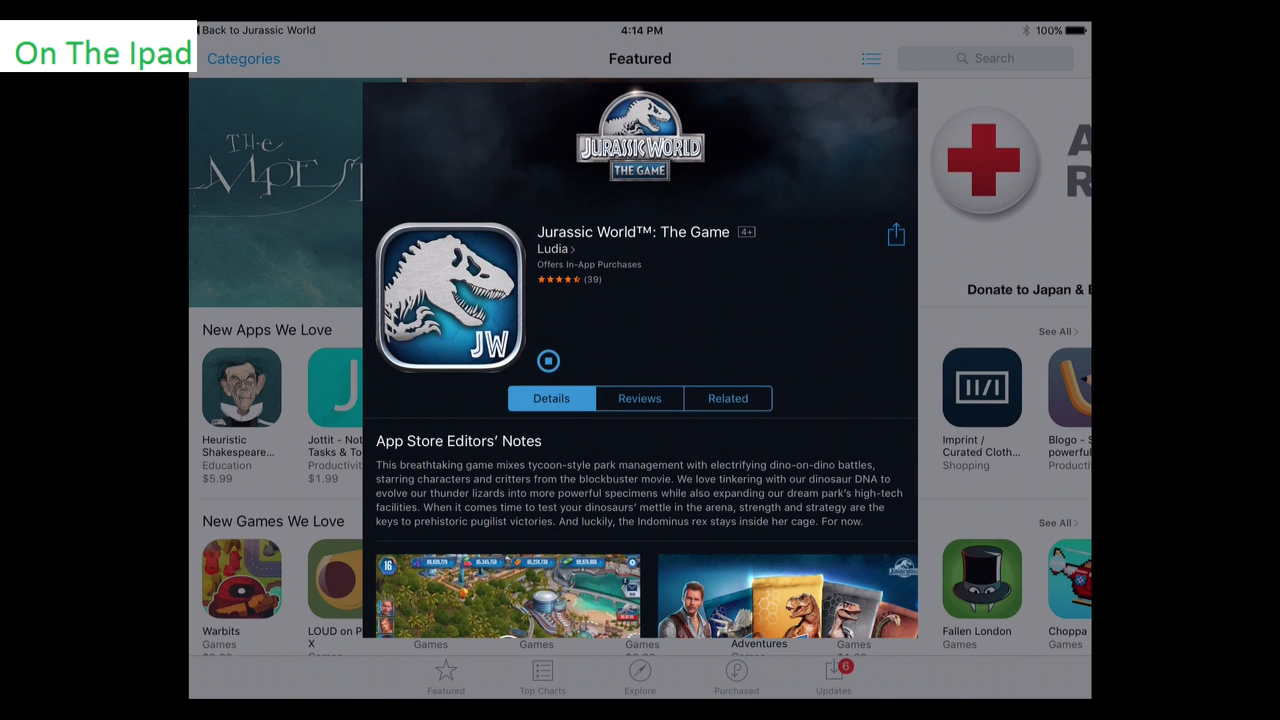 On The Ipad
Back to Jurassic World
4:14 PM
100%
Categories
Featured
Search
THE
JURASSIC WORLD
THE GAME
A
R
Jurassic World™: The Game 4+
Ludia
Offers In-App Purchases
(39)
JW
Donate to Japan & E
Details
Reviews
Related
New Apps We Love
See All
App Store Editors’ Notes
This breathtaking game mixes tycoon-style park management with electrifying dino-on-dino battles,
starring characters and critters from the blockbuster movie. We love tinkering with our dinosaur DNA to
evolve our thunder lizards into more powerful specimens while also expanding our dream park’s high-tech
facilities. When it comes time to test your dinosaurs’ mettle in the arena, strength and strategy are the
keys to prehistoric pugilist victories. And luckily, the Indominus rex stays inside her cage. For now.
Heuristic
Shakespeare...
Education
$5.99
Jottit - Not
Tasks & To
Productivit
$1.99
Imprint /
Curated Cloth...
Shopping
Blogo - S
powerful
Producti
New Games We Love
See All
16
JURASSIC WORLD
Warbits
Games
LOUD on P
X
Games
Games
Games
Games
Adventures
Games
Games
Fallen London
Games
Choppa
Games
Featured
Top Charts
Explore
Purchased
Updates
6